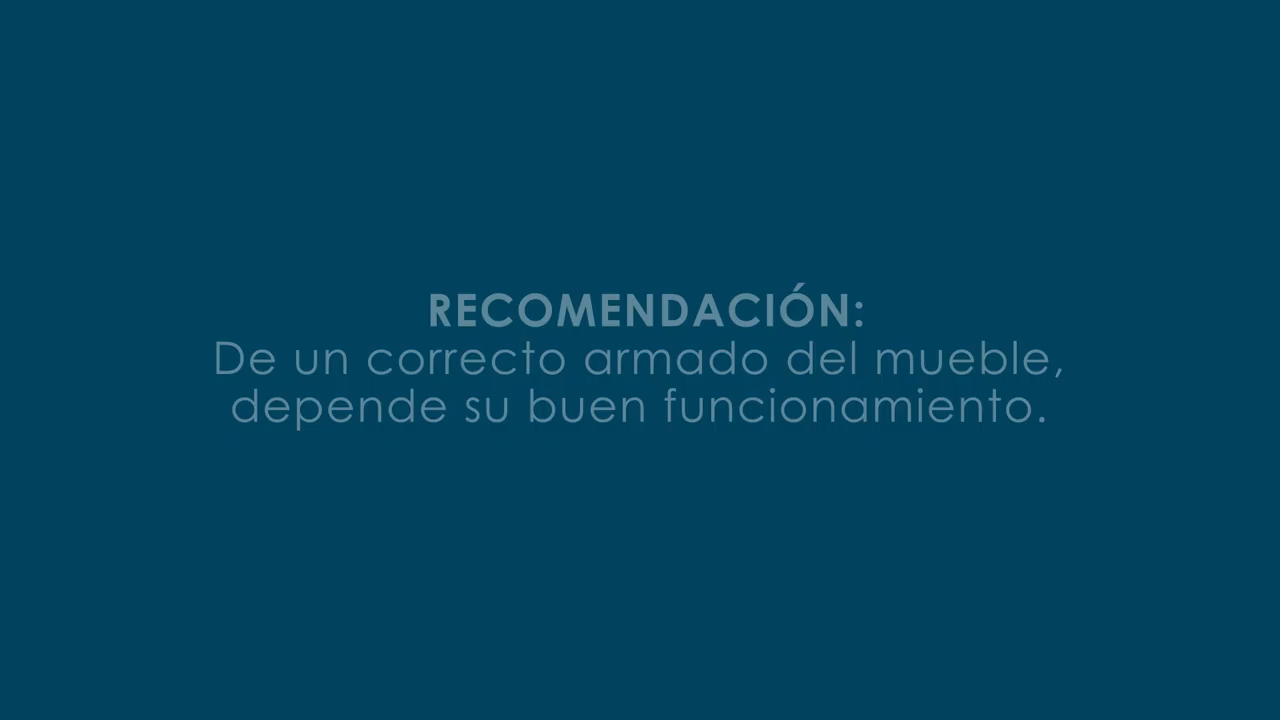 RECOMENDACIÓN:
De un correcto armado del mueble,
depende su buen funcionamiento.